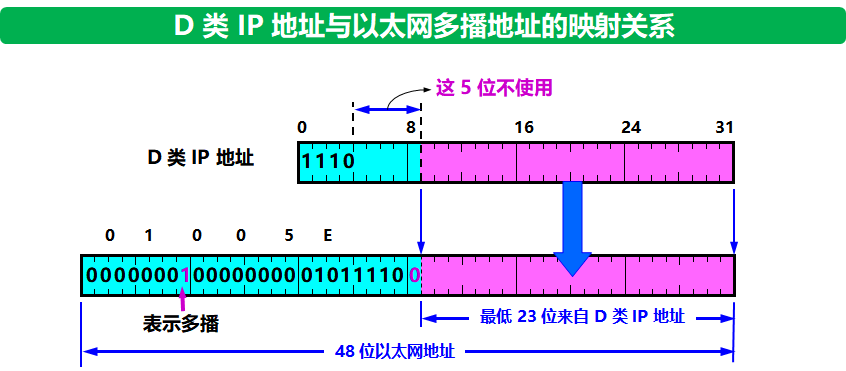 D 类 IP 地址与以太网多播地址的映射关系
这 5 位不使用
0 8 16 24 31
D 类 IP 地址
1110
0 1 0 0 5 E
0000000100000000010111100
表示多播
最低 23 位来自 D 类 IP 地址
48 位以太网地址